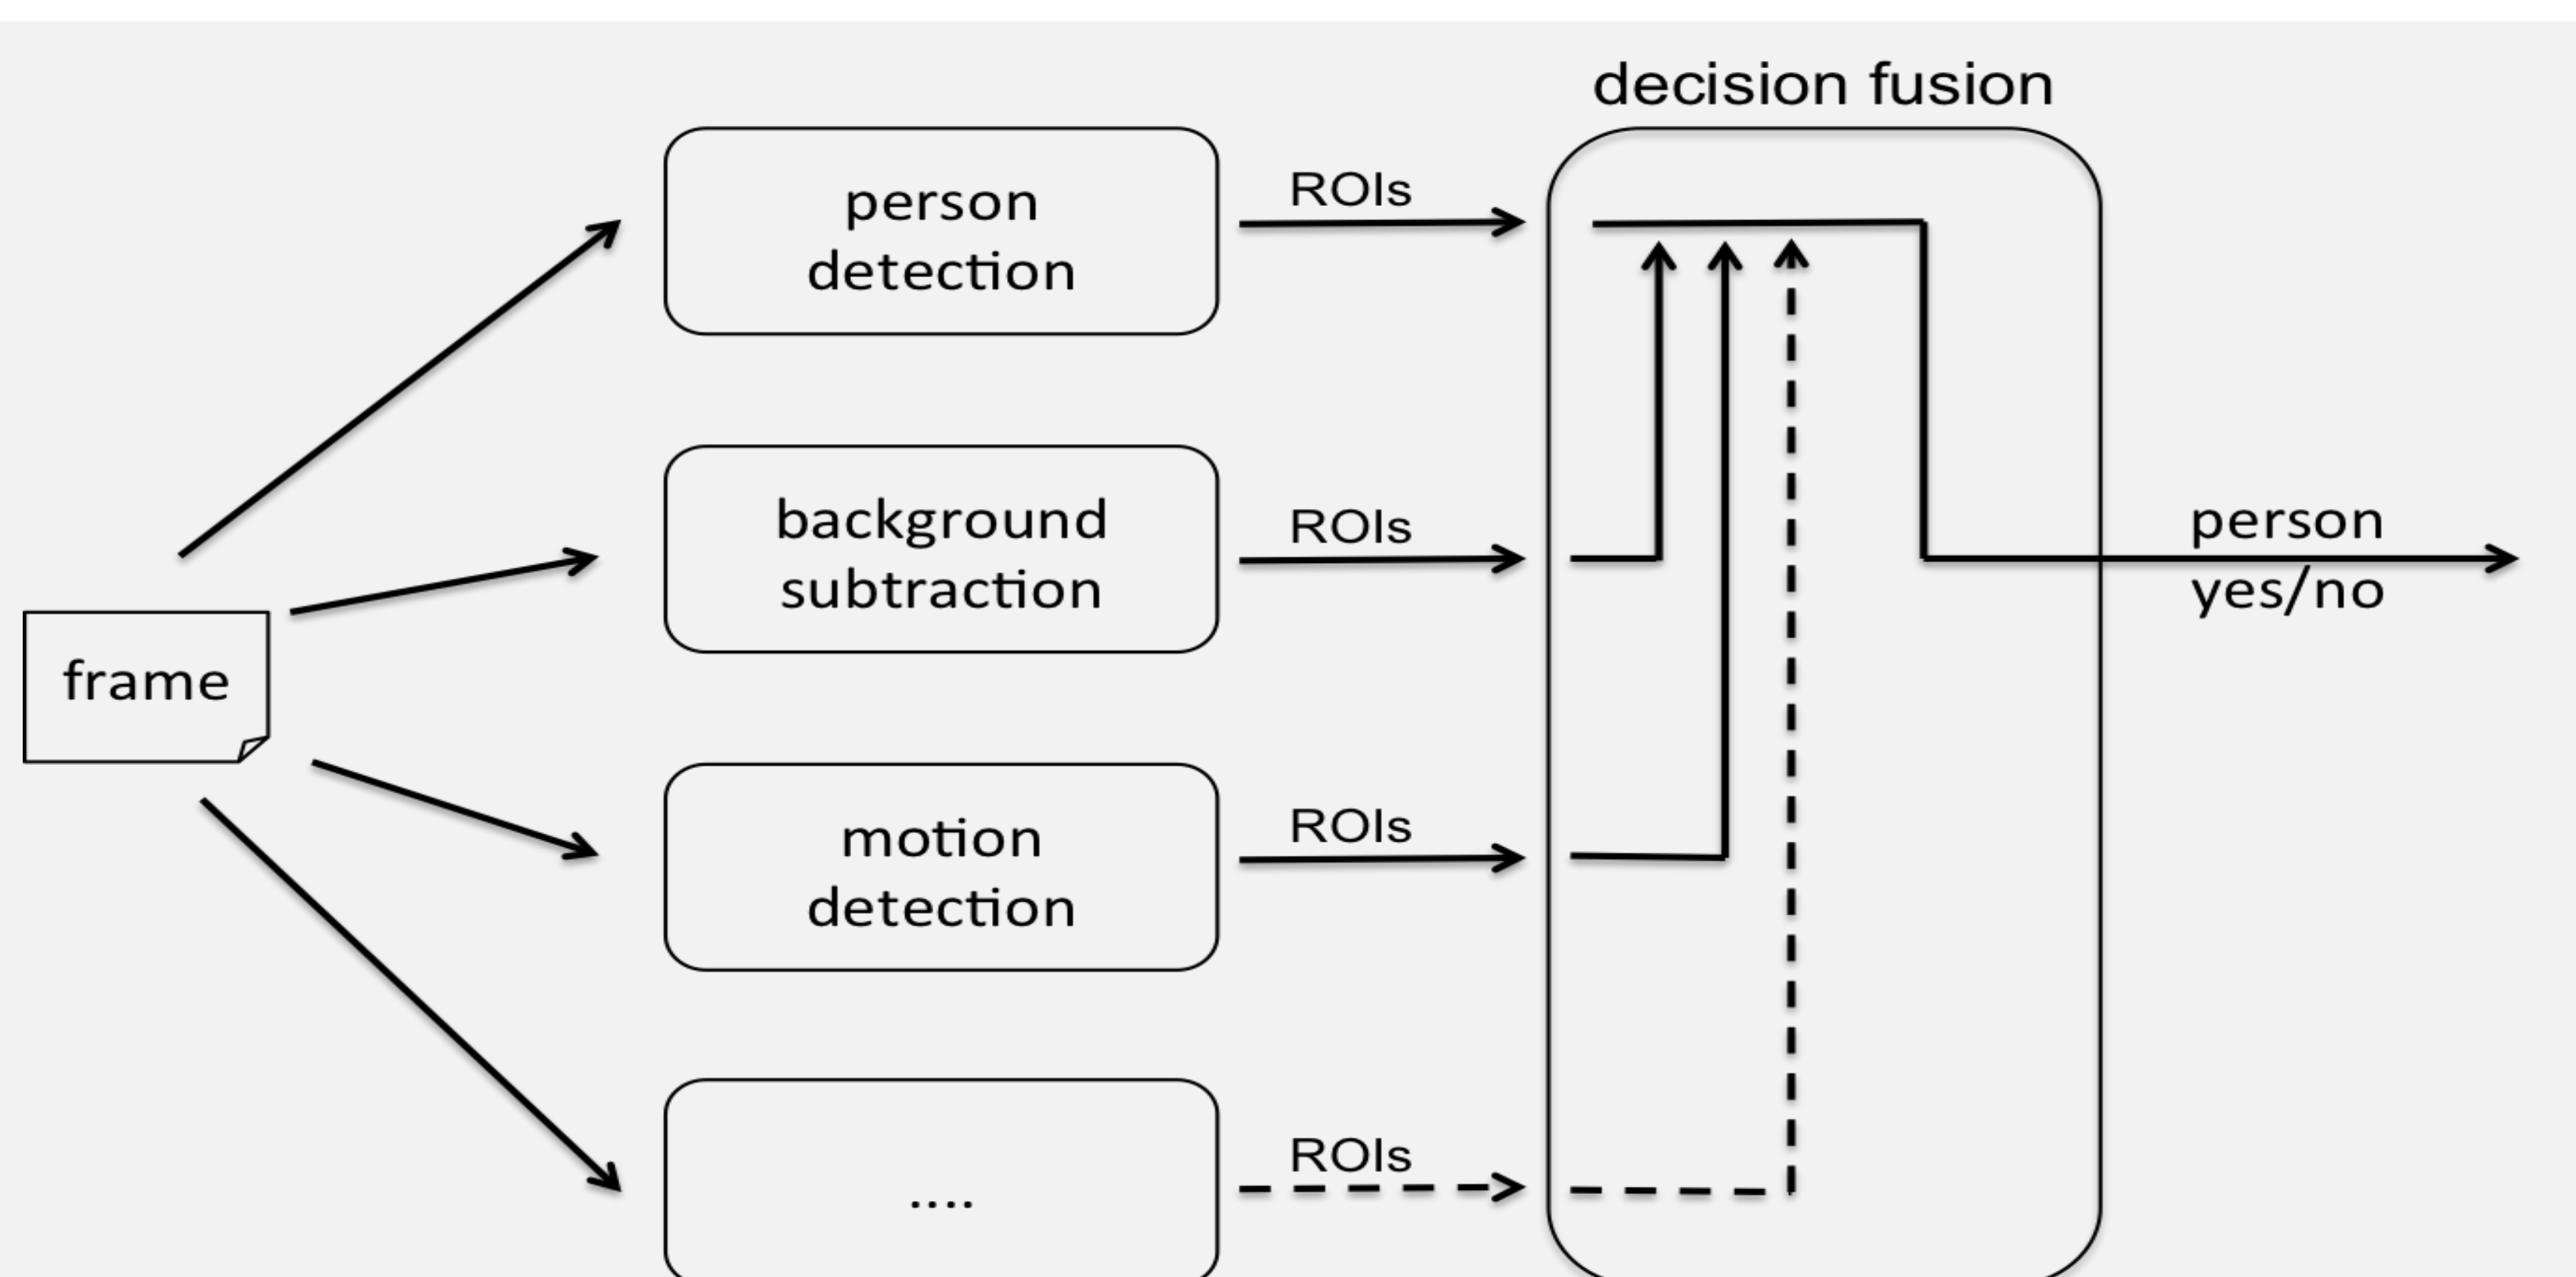 decision fusion
person
detection
ROIs
background
subtraction
ROIs
person
yes/no
frame
motion
detection
ROIs
....
ROIs